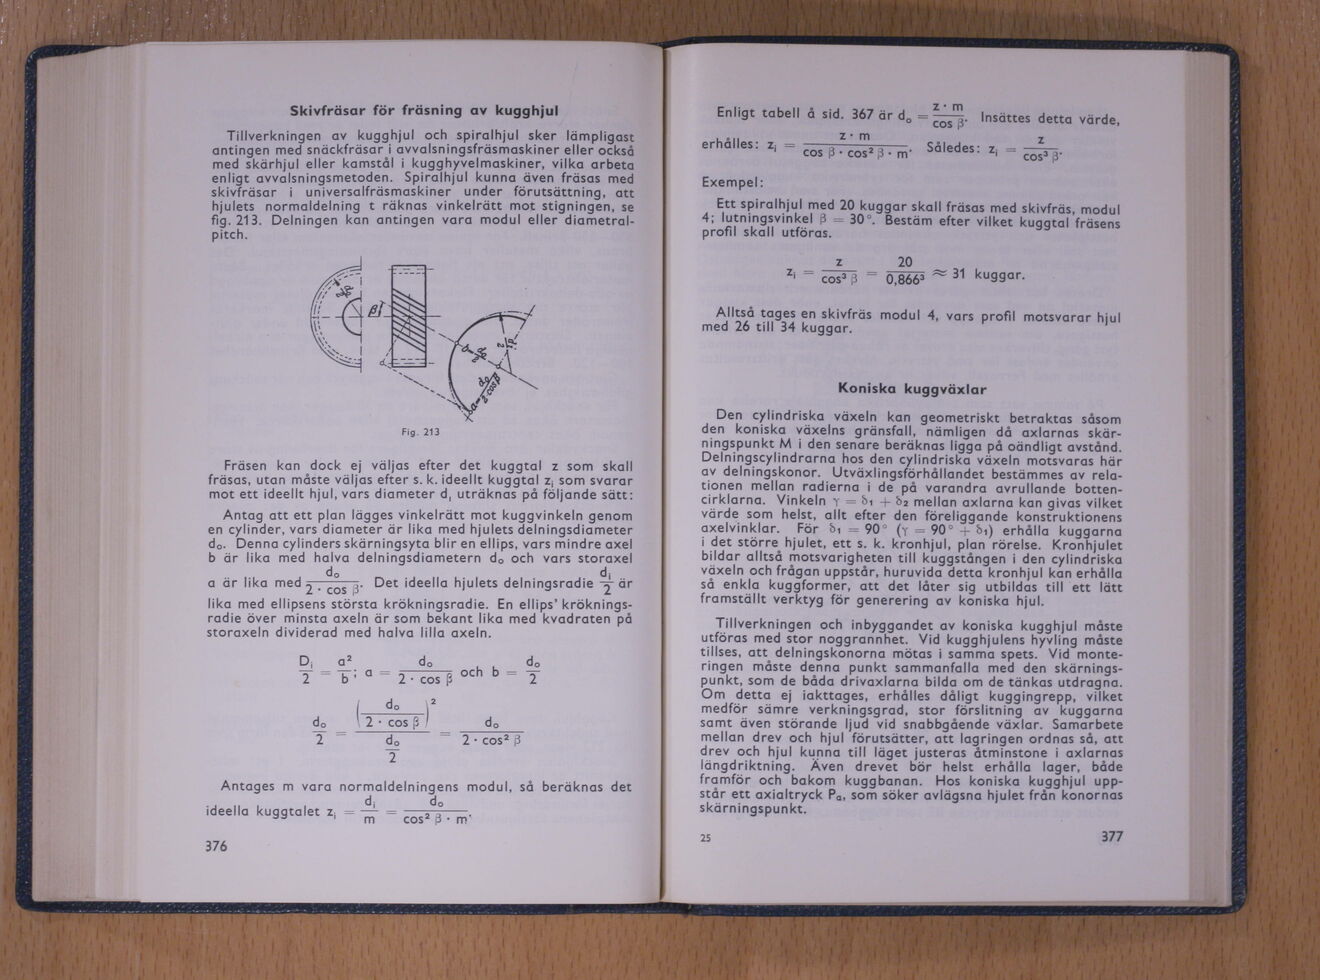 Skivfräsar för fräsning av kugghjul
Tillverkningen av kugghjul och spiralhjul sker lämpligast
antingen med snäckfräsar i avvalsningsfräsmaskiner eller också
med skärhjul eller kamstål i kugghyvelmaskiner, vilka arbeta
enligt avvalsningsmetoden. Spiralhjul kunna även fräsas med
skivfräsar i universalfräsmaskiner under förutsättning, att
hjulets normaldelning t räknas vinkelrätt mot stigningen, se
fig. 213. Delningen kan antingen vara modul eller diametral-
pitch.
Fig. 213
Fräsen kan dock ej väljas efter det kuggtal z som skall
fräsas, utan måste väljas efter s. k. ideellt kuggtal zᵢ som svarar
mot ett ideellt hjul, vars diameter dᵢ uträknas på följande sätt:
Antag att ett plan lägges vinkelrätt mot kuggvinkeln genom
en cylinder, vars diameter är lika med hjulets delningsdiameter
d₀. Denna cylinders skärningsyta blir en ellips, vars mindre axel
b är lika med halva delningsdiametern d₀ och vars storaxel
a är lika med d₀ / (2 · cos β). Det ideella hjulets delningsradie dᵢ / 2 är
lika med ellipsens största krökningsradie. En ellips' kröknings-
radie över minsta axeln är som bekant lika med kvadraten på
storaxeln dividerad med halva lilla axeln.
Dᵢ / 2 = a² / b; a = d₀ / (2 · cos β) och b = d₀ / 2
d₀ / 2 = (d₀ / (2 · cos β))² / (d₀ / 2) = d₀ / (2 · cos² β)
Antages m vara normaldelningens modul, så beräknas det
ideella kuggtalet zᵢ = dᵢ / m = d₀ / (cos² β · m).
376
Enligt tabell å sid. 367 är d₀ = z · m / cos β. Insättes detta värde,
erhålles: zᵢ = z · m / (cos β · cos² β · m). Således: zᵢ = z / cos³ β.
Exempel:
Ett spiralhjul med 20 kuggar skall fräsas med skivfräs, modul
4; lutningsvinkel β = 30°. Bestäm efter vilket kuggtal fräsens
profil skall utföras.
zᵢ = z / cos³ β = 20 / 0,866³ ≈ 31 kuggar.
Alltså tages en skivfräs modul 4, vars profil motsvarar hjul
med 26 till 34 kuggar.
Koniska kuggväxlar
Den cylindriska växeln kan geometriskt betraktas såsom
den koniska växelns gränsfall, nämligen då axlarnas skär-
ningspunkt M i den senare beräknas ligga på oändligt avstånd.
Delningscylindrarna hos den cylindriska växeln motsvaras här
av delningskonor. Utväxlingsförhållandet bestämmes av rela-
tionen mellan radierna i de på varandra avrullande botten-
cirklarna. Vinkeln γ = δ₁ + δ₂ mellan axlarna kan givas vilket
värde som helst, allt efter den föreliggande konstruktionens
axelvinklar. För δ₁ = 90° (γ = 90° + δ₁) erhålla kuggarna
i det större hjulet, ett s. k. kronhjul, plan rörelse. Kronhjulet
bildar alltså motsvarigheten till kuggstången i den cylindriska
växeln och frågan uppstår, huruvida detta kronhjul kan erhålla
så enkla kuggformer, att det låter sig utbildas till ett lätt
framställt verktyg för generering av koniska hjul.
Tillverkningen och inbyggandet av koniska kugghjul måste
utföras med stor noggrannhet. Vid kugghjulens hyvling måste
tillses, att delningskonorna mötas i samma spets. Vid monte-
ringen måste denna punkt sammanfalla med den skärnings-
punkt, som de båda drivaxlarna bilda om de tänkas utdragna.
Om detta ej iakttages, erhålles dåligt kuggingrepp, vilket
medför sämre verkningsgrad, stor förslitning av kuggarna
samt även störande ljud vid snabbgående växlar. Samarbete
mellan drev och hjul förutsätter, att lagringen ordnas så, att
drev och hjul kunna till läget justeras åtminstone i axlarnas
längdriktning. Även drevet bör helst erhålla lager, både
framför och bakom kuggbanan. Hos koniska kugghjul upp-
står ett axialtryck Pₐ, som söker avlägsna hjulet från konornas
skärningspunkt.
25
377